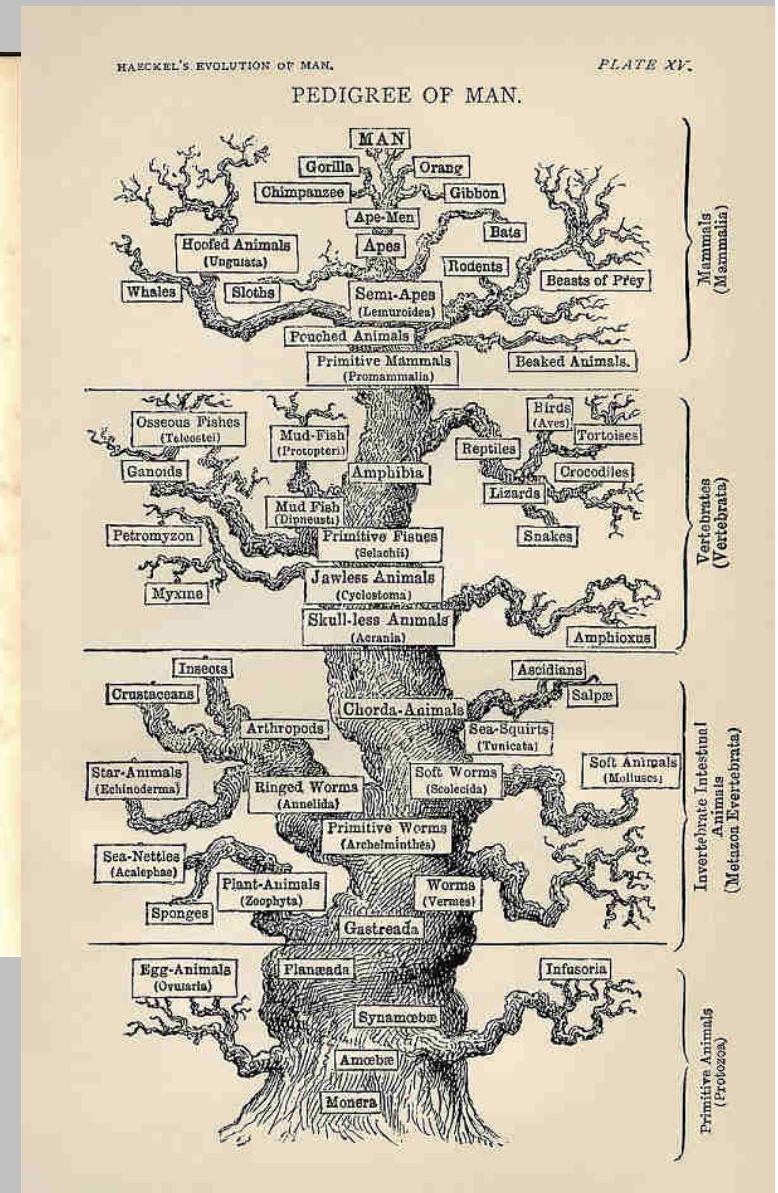 HAECKEL'S EVOLUTION OF MAN.
PLATE XV.
PEDIGREE OF MAN.
MAN
Gorilla
Orang
Chimpanzee
Gibbon
Ape-Men
Bats
Hoofed Animals
(Ungulata)
Apes
Rodents
Beasts of Prey
Whales
Sloths
Semi-Apes
(Lemuroidea)
Pouched Animals
Primitive Mammals
(Promammalia)
Beaked Animals.
Mammals
(Mammalia)
Osseous Fishes
(Teleostei)
Mud-Fish
(Protopteri)
Birds
(Aves)
Tortoises
Reptiles
Ganoids
Amphibia
Crocodiles
Lizards
Mud Fish
(Dipneusti)
Petromyzon
Primitive Fishes
(Selachii)
Snakes
Jawless Animals
(Cyclostoma)
Myxine
Skull-less Animals
(Acrania)
Amphioxus
Vertebrates
(Vertebrata)
Insects
Ascidians
Crustaceans
Salpæ
Chorda-Animals
Arthropods
Sea-Squirts
(Tunicata)
Star-Animals
(Echinoderma)
Ringed Worms
(Annelida)
Soft Worms
(Scolecida)
Soft Animals
(Molluscs)
Primitive Worms
(Archelminthes)
Sea-Nettles
(Acalephae)
Plant-Animals
(Zoophyta)
Worms
(Vermes)
Sponges
Gastreada
Invertebrate Intestinal
Animals
(Metazoa Evertebrata)
Egg-Animals
(Ovularia)
Planæada
Infusoria
Synamœbæ
Amœbæ
Monera
Primitive Animals
(Protozoa)